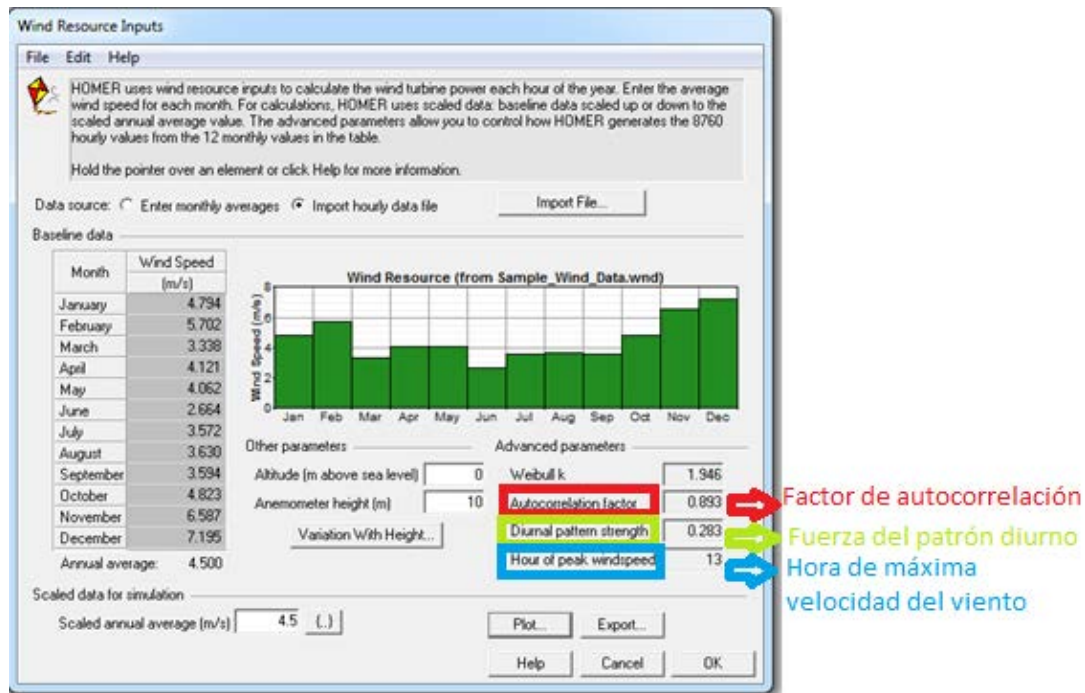 Wind Resource Inputs
File Edit Help
HOMER uses wind resource inputs to calculate the wind turbine power each hour of the year. Enter the average
wind speed for each month. For calculations, HOMER uses scaled data: baseline data scaled up or down to the
scaled annual average value. The advanced parameters allow you to control how HOMER generates the 8760
hourly values from the 12 monthly values in the table.
Hold the pointer over an element or click Help for more information.
Data source: Enter monthly averages Import hourly data file Import File...
Baseline data
Month Wind Speed
(m/s)
January 4.794
February 5.702
March 3.338
April 4.121
May 4.062
June 2.664
July 3.572
August 3.630
September 3.594
October 4.823
November 6.587
December 7.195
Annual average: 4.500
Wind Resource (from Sample_Wind_Data.wnd)
Wind Speed (m/s)
8
6
4
2
0
Jan Feb Mar Apr May Jun Jul Aug Sep Oct Nov Dec
Other parameters
Altitude (m above sea level) 0
Anemometer height (m) 10
Variation With Height...
Advanced parameters
Weibull k 1.946
Autocorrelation factor 0.893 Factor de autocorrelación
Diurnal pattern strength 0.283 Fuerza del patrón diurno
Hour of peak windspeed 13 Hora de máxima
velocidad del viento
Scaled data for simulation
Scaled annual average (m/s) 4.5 {..}
Plot... Export...
Help Cancel OK